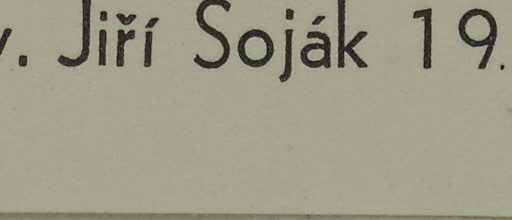 v. Jiří Soják 19.